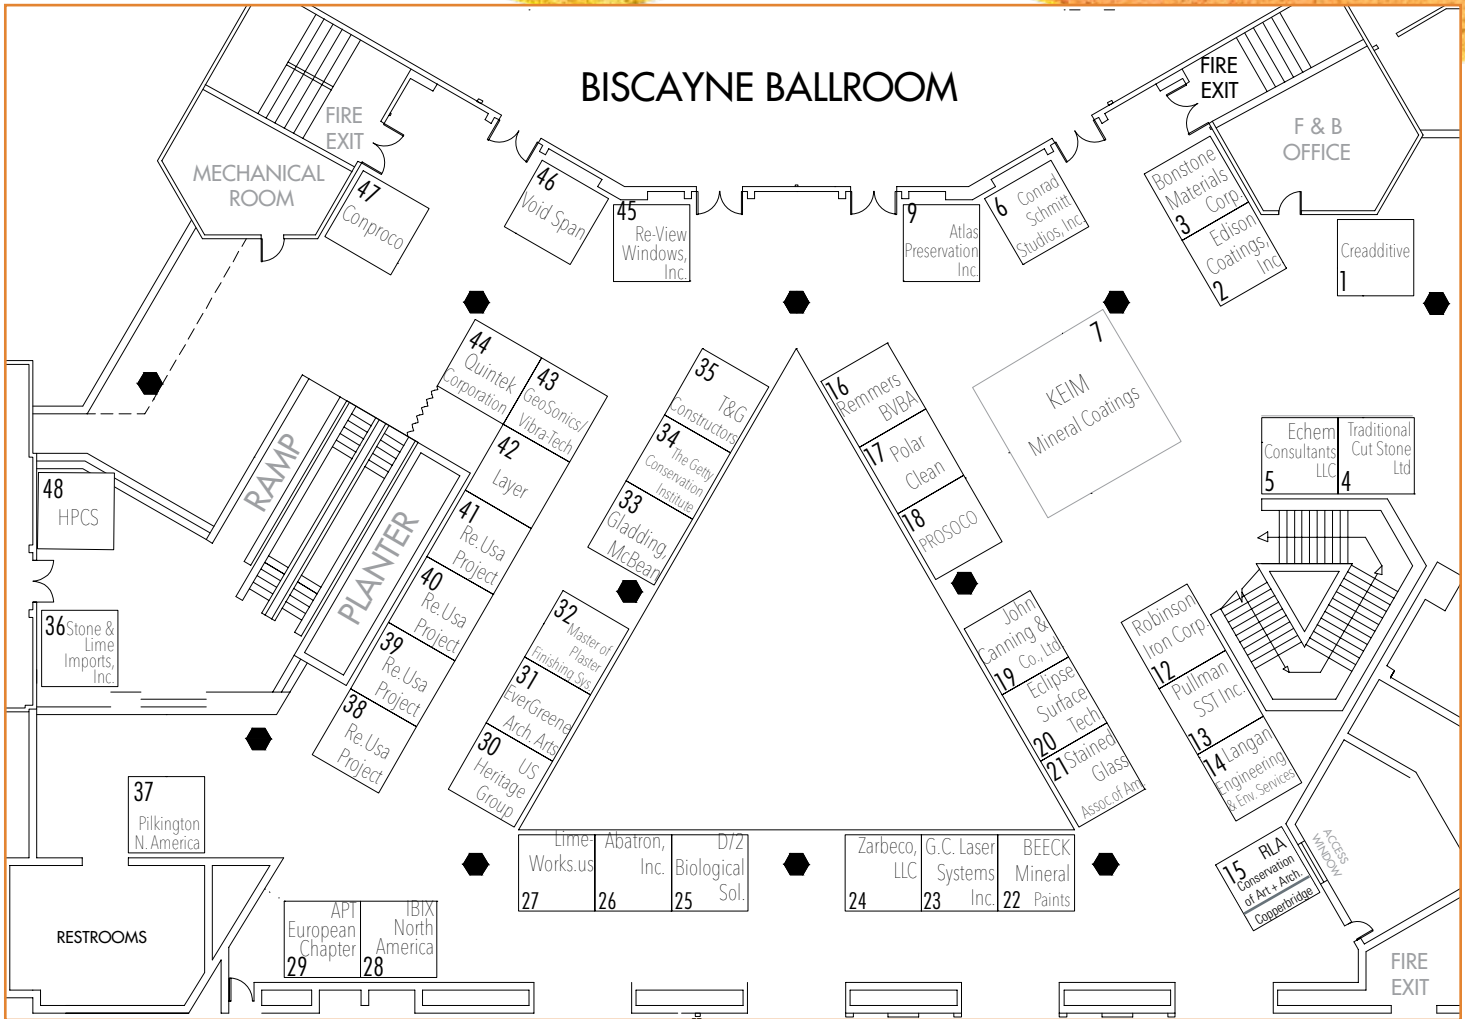 BISCAYNE BALLROOM
FIRE
EXIT
FIRE
EXIT
F & B
OFFICE
MECHANICAL
ROOM
47
Conproco
46
Void Span
45
Re-View
Windows,
Inc.
9
Atlas
Preservation
Inc.
6
Conrad
Schmitt
Studios, Inc.
Bonstone
Materials
Corp.
3
Edison
Coatings,
Inc
2
Creadditive
1
44
Quintek
Corporation
43
GeoSonics/
Vibra-Tech
42
Layer
41
Re.Usa
Project
40
Re.Usa
Project
39
Re.Usa
Project
38
Re.Usa
Project
35
T&G
Constructors
34
The Getty
Conservation
Institute
33
Gladding,
McBean
32
Master of
Plaster
Finishing Sys.
31
EverGreene
Arch. Arts
30
US
Heritage
Group
16
Remmers
BVBA
17
Polar
Clean
18
PROSOCO
7
KEIM
Mineral Coatings
Echem
Consultants
LLC
5
Traditional
Cut Stone
Ltd
4
RAMP
PLANTER
48
HPCS
36
Stone &
Lime
Imports,
Inc.
John
Canning &
Co., Ltd
19
Eclipse
Surface
Tech
20
21
Stained
Glass
Assoc. of Am
Robinson
Iron Corp.
12
Pullman
SST Inc.
13
14
Langan
Engineering
& Env. Services
37
Pilkington
N. America
Lime-
Works.us
27
Abatron,
Inc.
26
D/2
Biological
Sol.
25
Zarbeco,
LLC
24
G.C. Laser
Systems
Inc.
23
BEECK
Mineral
Paints
22
15
RLA
Conservation
of Art + Arch.
Copperbridge
ACCESS
WINDOW
RESTROOMS
APT
European
Chapter
29
IBIX
North
America
28
FIRE
EXIT